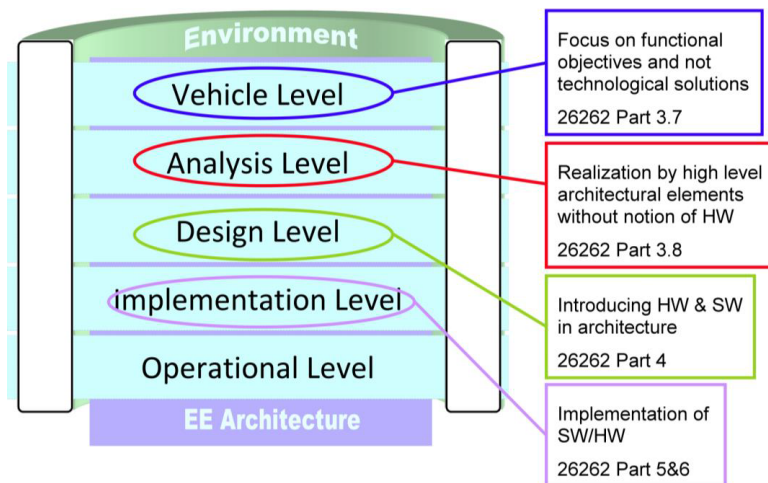 Environment
Vehicle Level
Analysis Level
Design Level
Implementation Level
Operational Level
EE Architecture
Focus on functional
objectives and not
technological solutions
26262 Part 3.7
Realization by high level
architectural elements
without notion of HW
26262 Part 3.8
Introducing HW & SW
in architecture
26262 Part 4
Implementation of
SW/HW
26262 Part 5&6